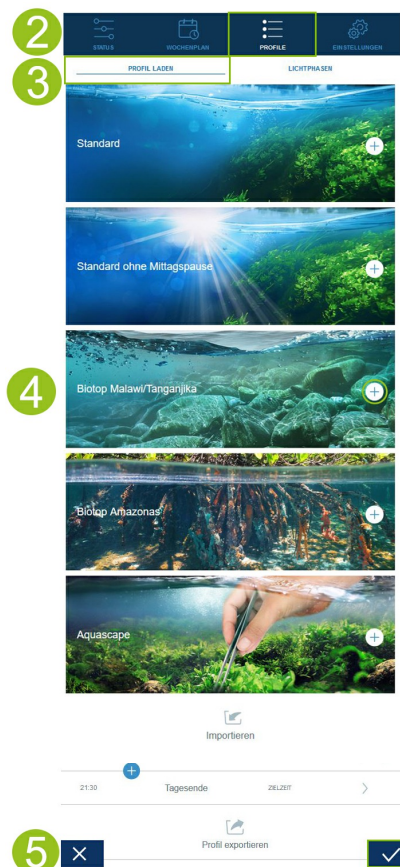 2
STATUS WOCHENPLAN PROFILE EINSTELLUNGEN
3
PROFIL LADEN LICHTPHASEN
Standard
Standard ohne Mittagspause
4
Biotop Malawi/Tanganjika
Biotop Amazonas
Aquascape
Importieren
21:30 Tagesende ZIELZEIT
Profil exportieren
5